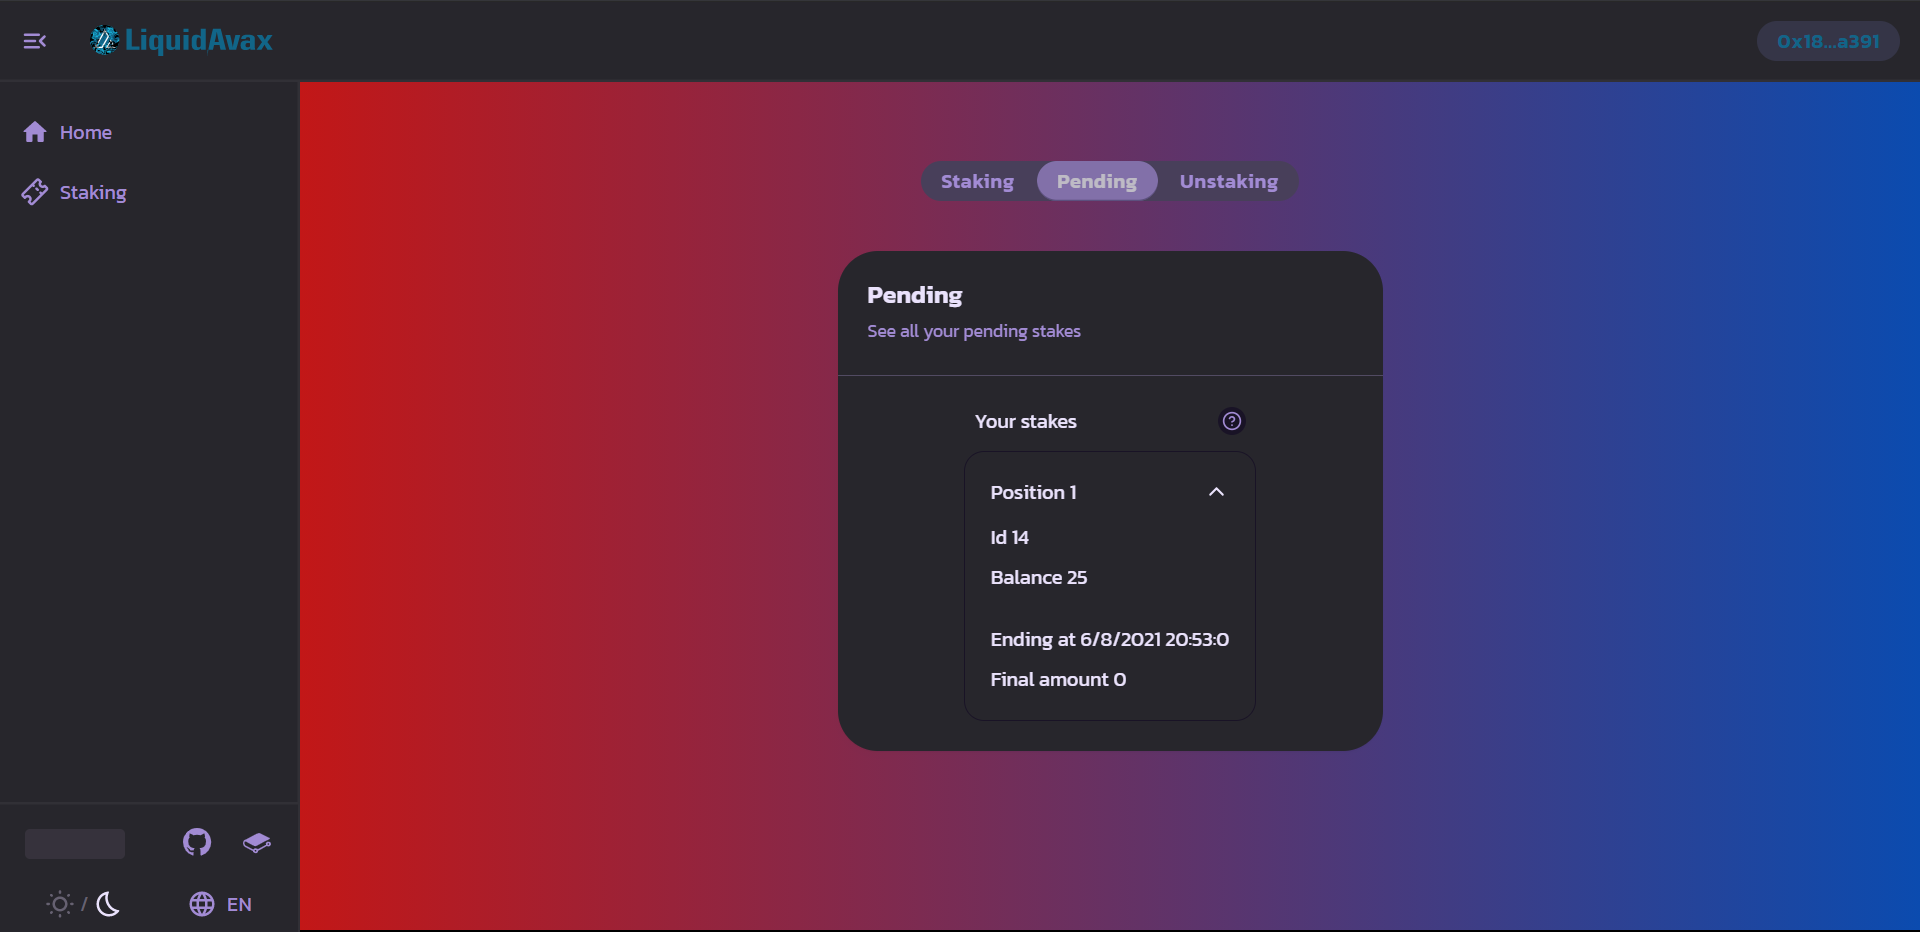 LiquidAvax
0x18...a391
Home
Staking
Staking
Pending
Unstaking
Pending
See all your pending stakes
Your stakes
Position 1
Id 14
Balance 25
Ending at 6/8/2021 20:53:0
Final amount 0
/
EN